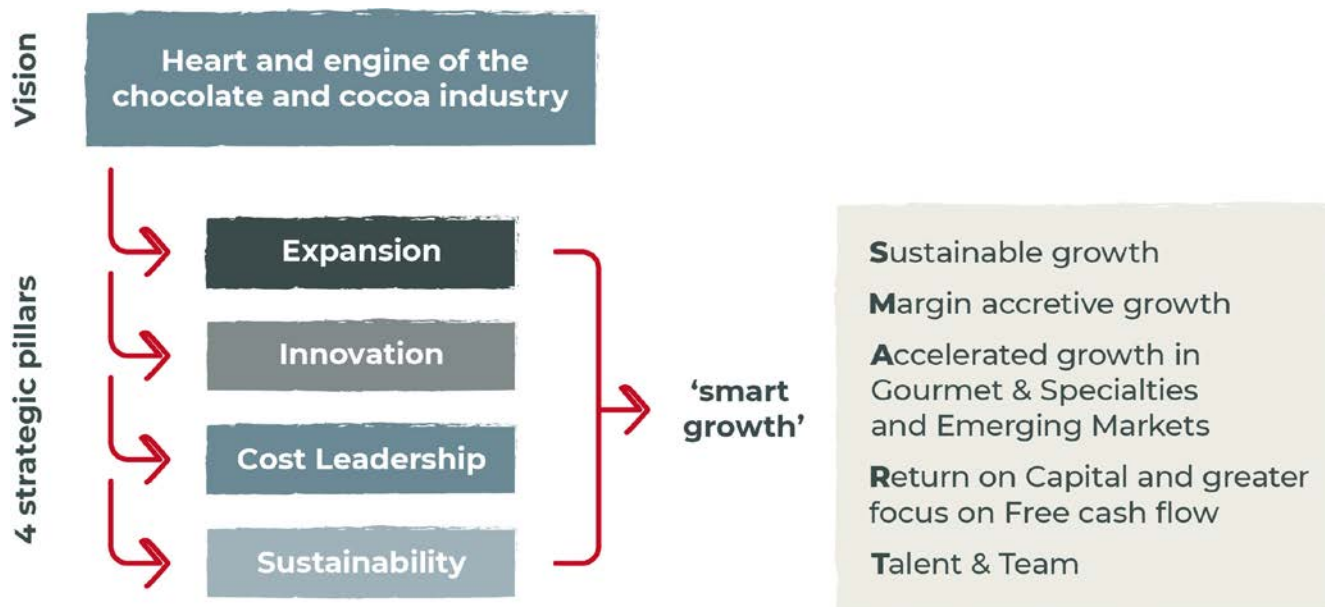 Vision
Heart and engine of the
chocolate and cocoa industry
4 strategic pillars
Expansion
Innovation
Cost Leadership
Sustainability
‘smart
growth’
Sustainable growth
Margin accretive growth
Accelerated growth in
Gourmet & Specialties
and Emerging Markets
Return on Capital and greater
focus on Free cash flow
Talent & Team